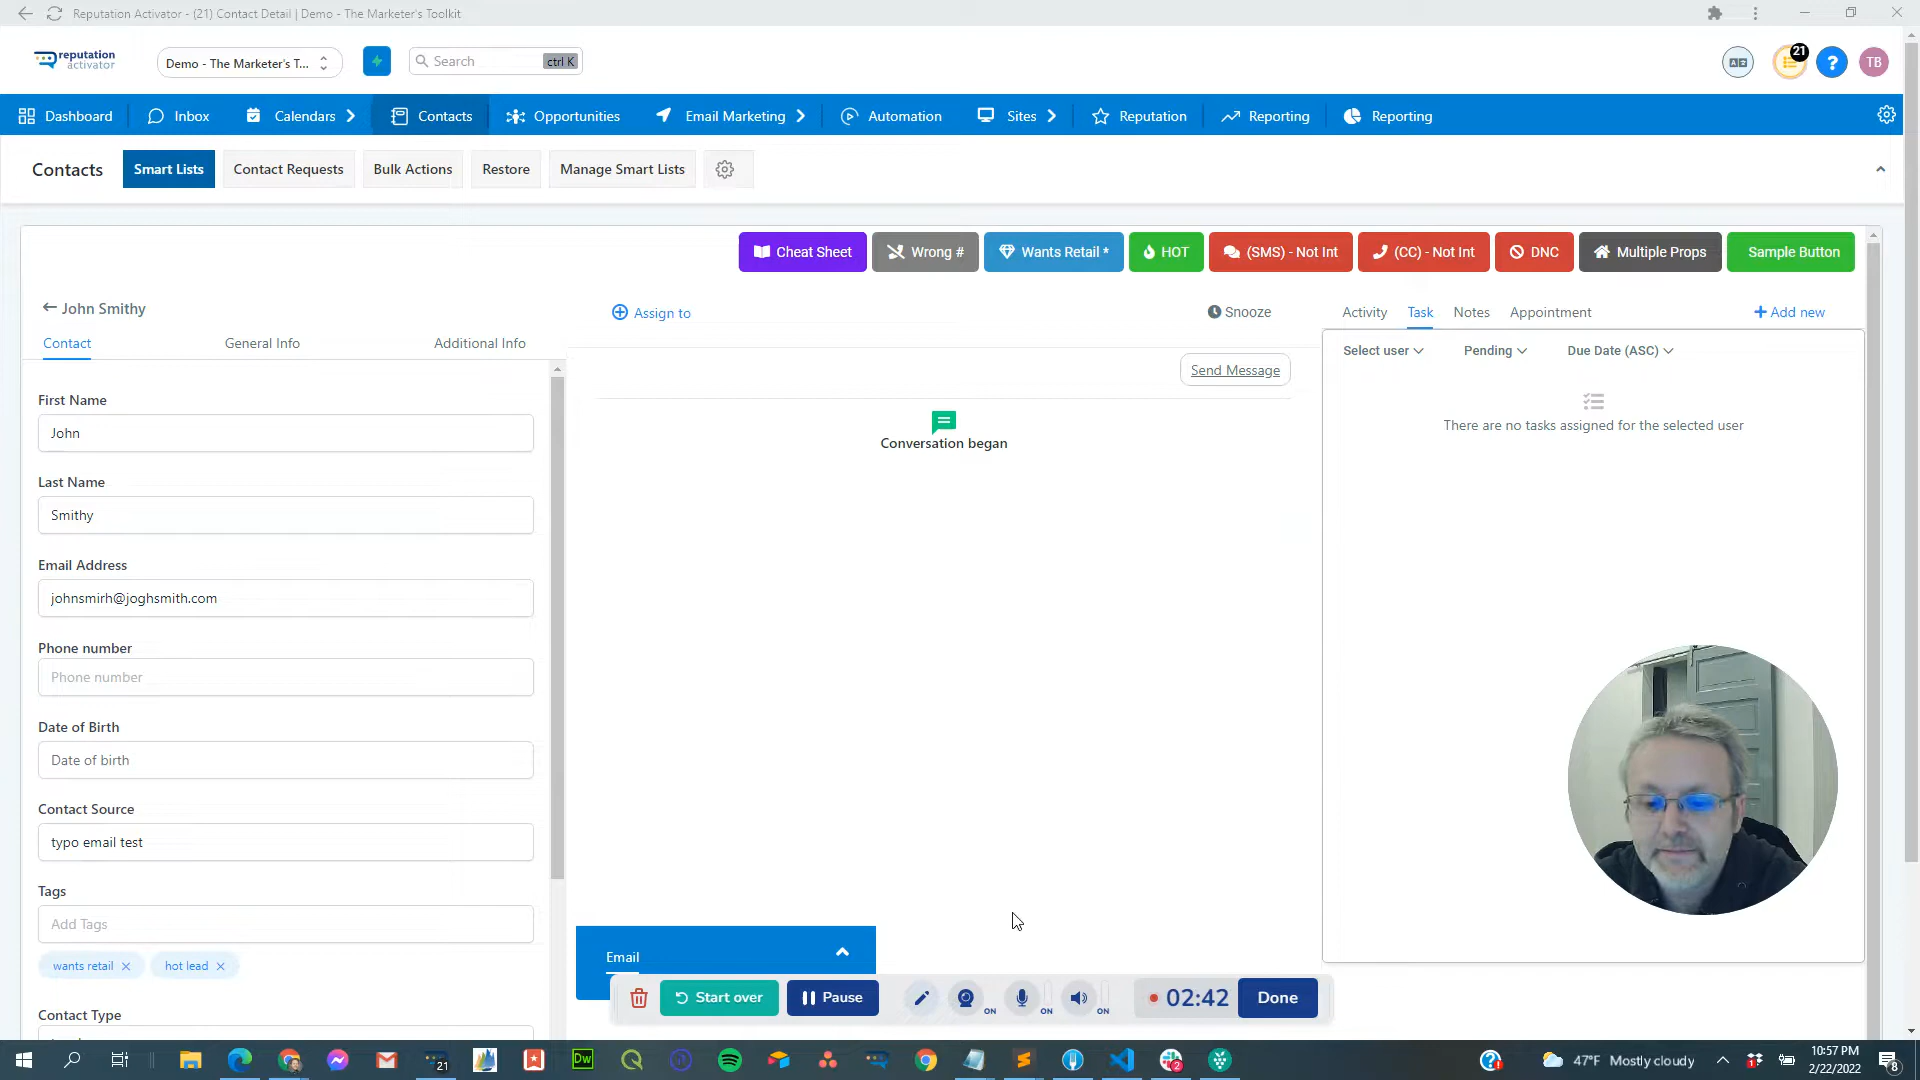 Reputation Activator - (21) Contact Detail | Demo - The Marketer's Toolkit
reputation activator
Demo - The Marketer's T...
Search
ctrl K
21
?
TB
Dashboard
Inbox
Calendars
Contacts
Opportunities
Email Marketing
Automation
Sites
Reputation
Reporting
Reporting
Contacts
Smart Lists
Contact Requests
Bulk Actions
Restore
Manage Smart Lists
Cheat Sheet
Wrong #
Wants Retail *
HOT
(SMS) - Not Int
(CC) - Not Int
DNC
Multiple Props
Sample Button
John Smithy
Contact
General Info
Additional Info
First Name
John
Last Name
Smithy
Email Address
johnsmirh@joghsmith.com
Phone number
Phone number
Date of Birth
Date of birth
Contact Source
typo email test
Tags
Add Tags
wants retail
hot lead
Contact Type
Assign to
Snooze
Send Message
Conversation began
Email
Activity
Task
Notes
Appointment
Add new
Select user
Pending
Due Date (ASC)
There are no tasks assigned for the selected user
Start over
Pause
ON
ON
ON
02:42
Done
21
Dw
2
47°F Mostly cloudy
10:57 PM
2/22/2022
8